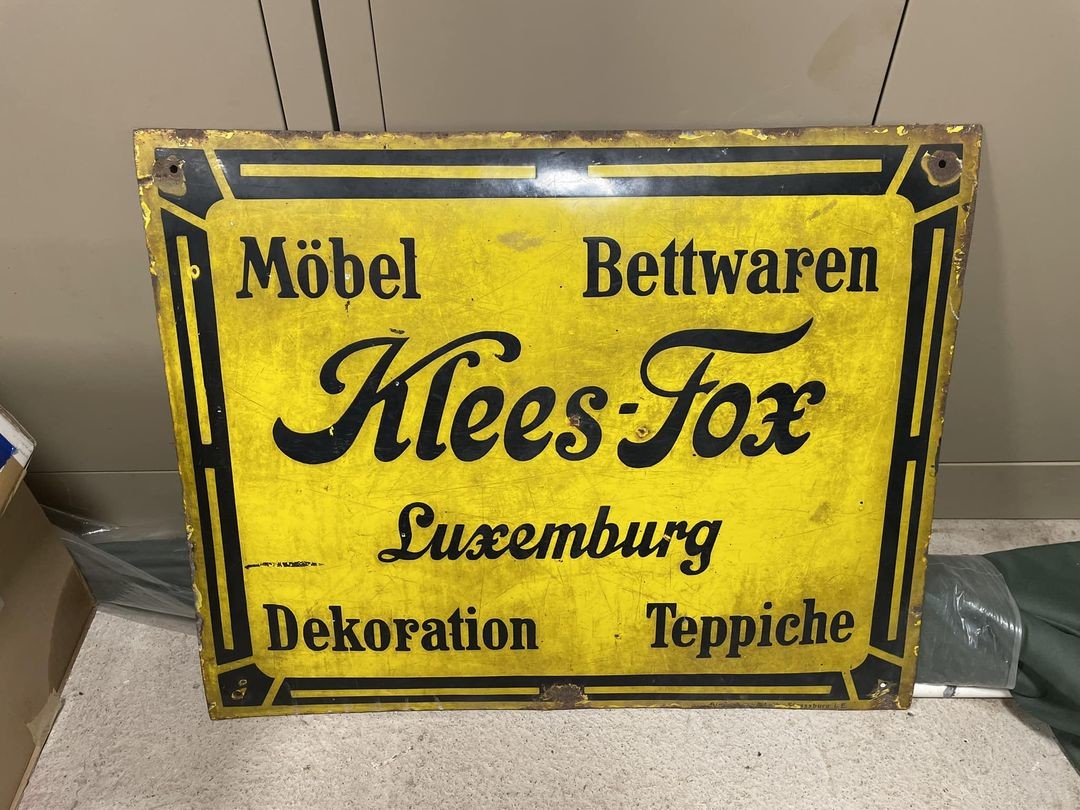 Möbel Bettwaren
Klees-Fox
Luxemburg
Dekoration Teppiche